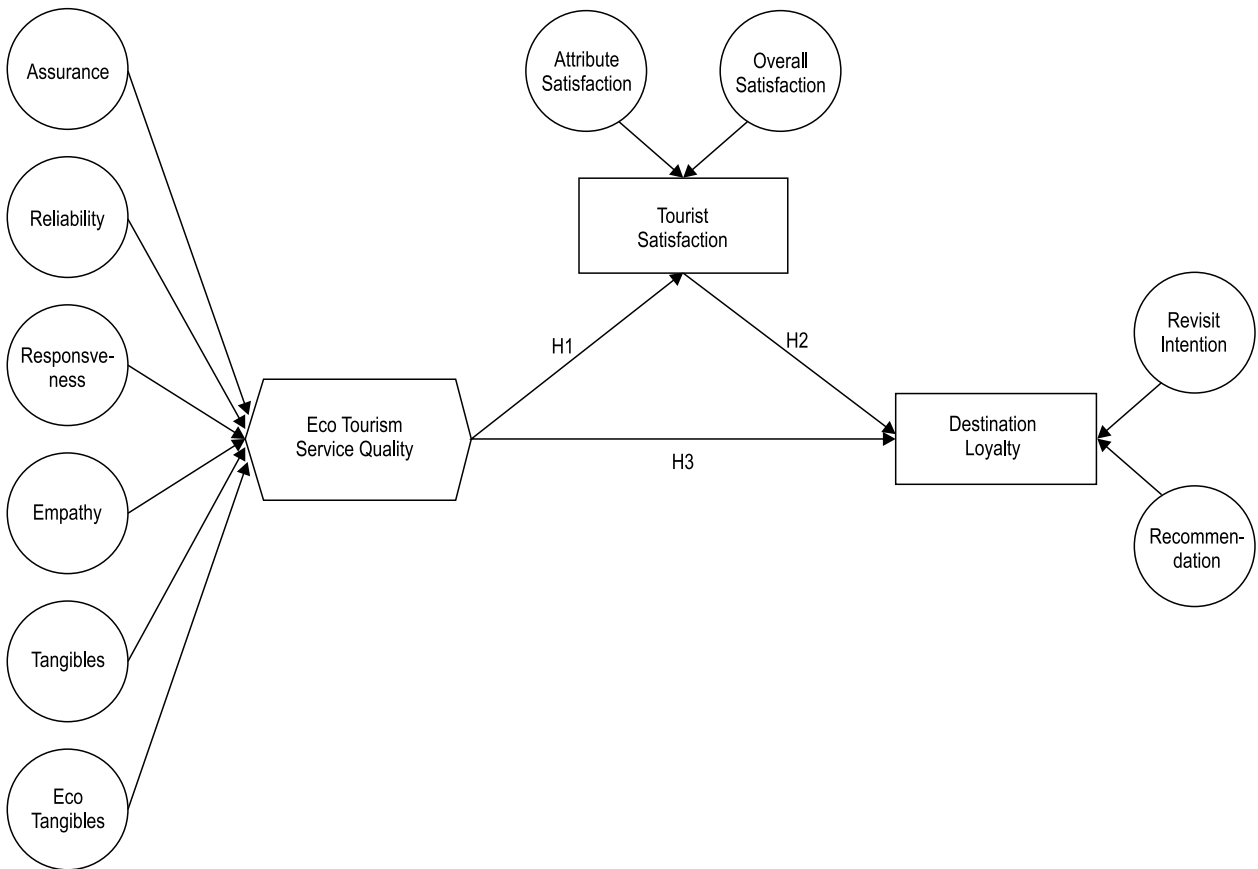 Assurance
Reliability
Responsve-
ness
Empathy
Tangibles
Eco
Tangibles
Eco Tourism
Service Quality
Attribute
Satisfaction
Overall
Satisfaction
Tourist
Satisfaction
H1
H2
H3
Destination
Loyalty
Revisit
Intention
Recommen-
dation